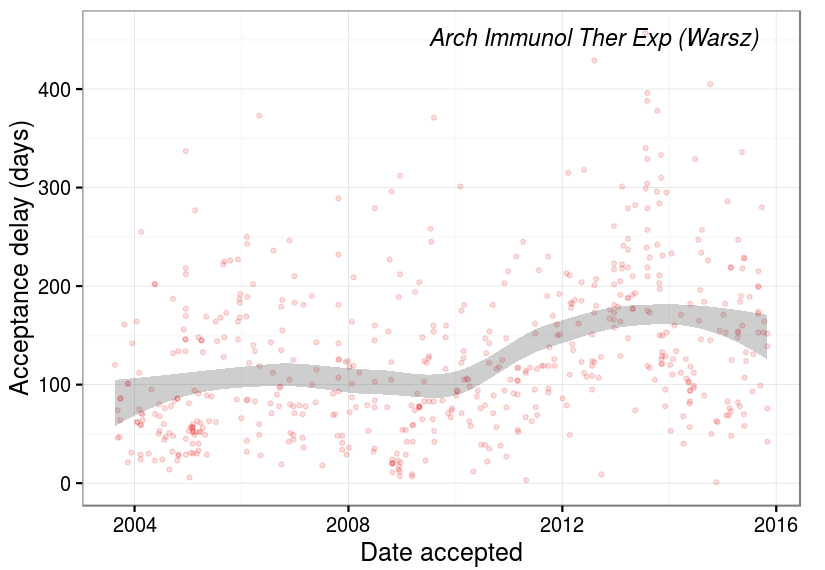 Arch Immunol Ther Exp (Warsz)
Acceptance delay (days)
400
300
200
100
0
2004 2008 2012 2016
Date accepted